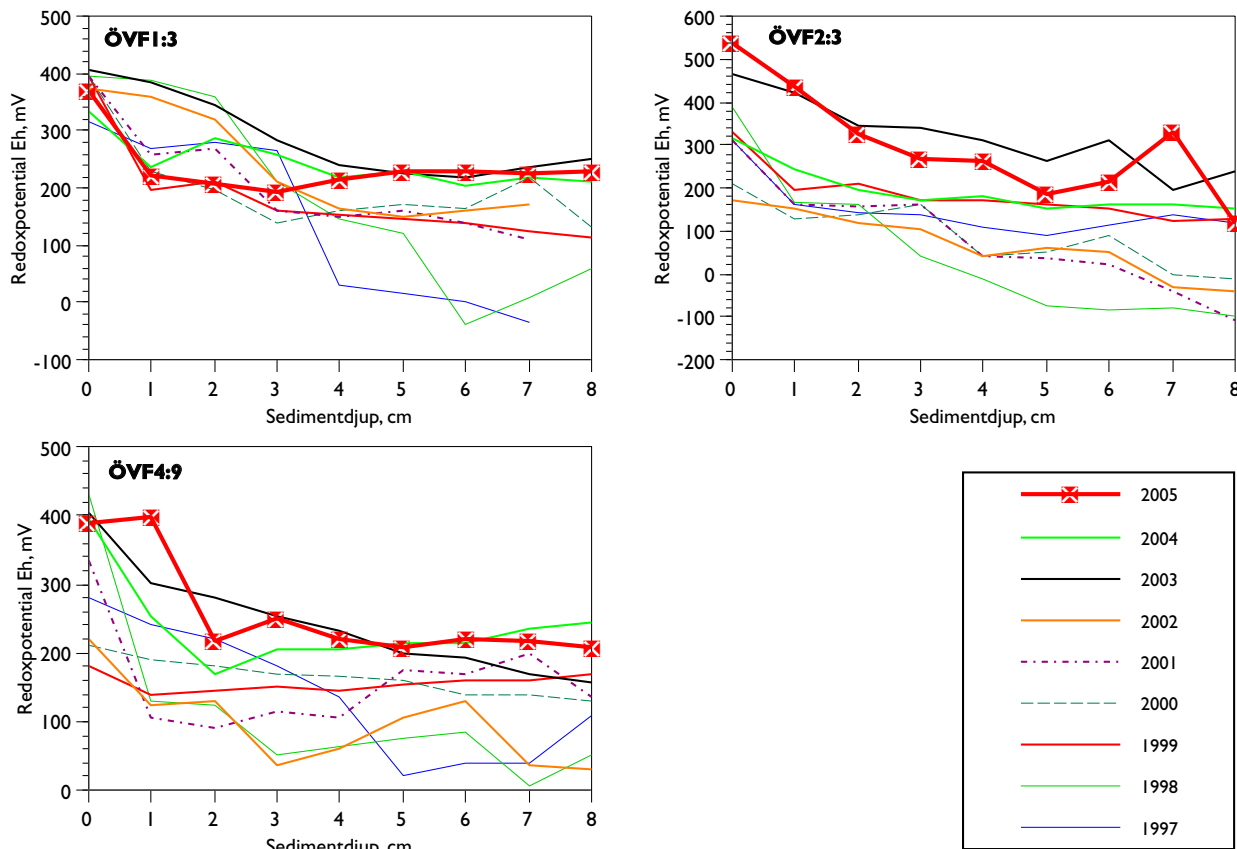 ÖVF1:3
500
400
300
200
100
0
-100
Redoxpotential Eh, mV
0 1 2 3 4 5 6 7 8
Sedimentdjup, cm
ÖVF2:3
600
500
400
300
200
100
0
-100
-200
Redoxpotential Eh, mV
0 1 2 3 4 5 6 7 8
Sedimentdjup, cm
ÖVF4:9
500
400
300
200
100
0
Redoxpotential Eh, mV
0 1 2 3 4 5 6 7 8
Sedimentdjup, cm
2005
2004
2003
2002
2001
2000
1999
1998
1997